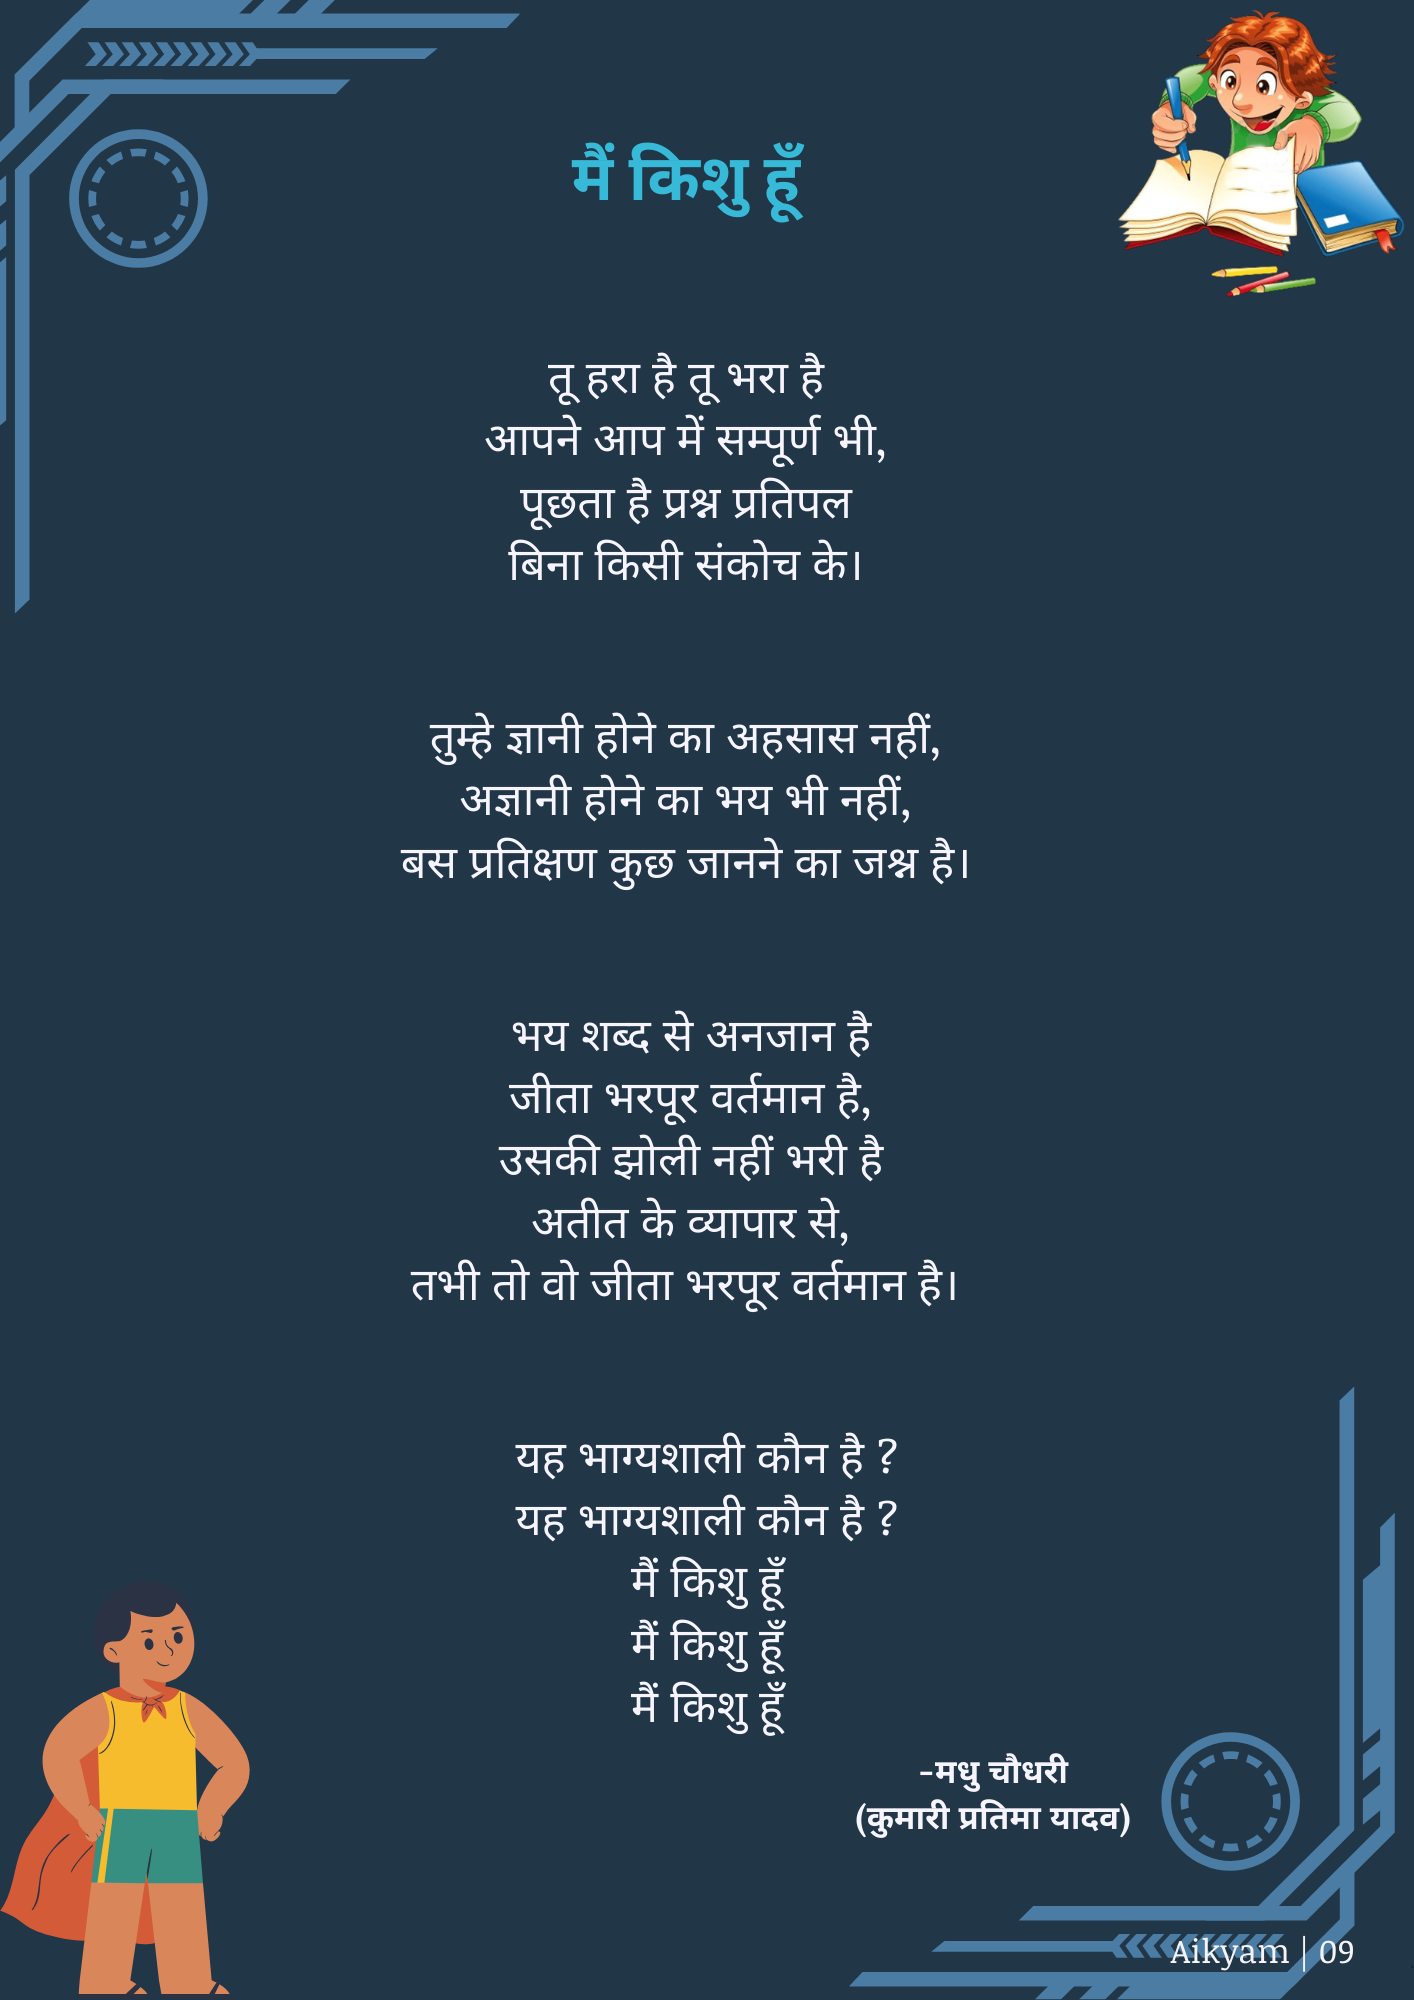 मैं किशु हूँ
तू हरा है तू भरा है
आपने आप में सम्पूर्ण भी,
पूछता है प्रश्न प्रतिपल
बिना किसी संकोच के।
तुम्हे ज्ञानी होने का अहसास नहीं,
अज्ञानी होने का भय भी नहीं,
बस प्रतिक्षण कुछ जानने का जश्न है।
भय शब्द से अनजान है
जीता भरपूर वर्तमान है,
उसकी झोली नहीं भरी है
अतीत के व्यापार से,
तभी तो वो जीता भरपूर वर्तमान है।
यह भाग्यशाली कौन है ?
यह भाग्यशाली कौन है ?
मैं किशु हूँ
मैं किशु हूँ
मैं किशु हूँ
-मधु चौधरी
(कुमारी प्रतिमा यादव)
Aikyam | 09